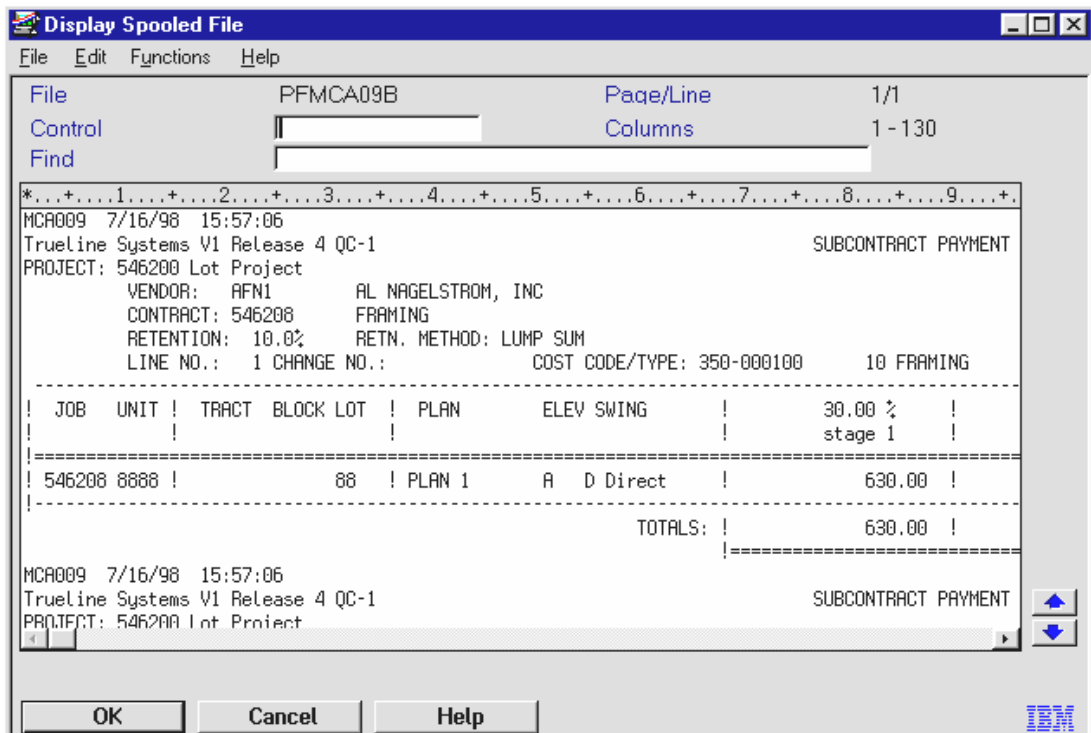 Display Spooled File
File Edit Functions Help
File PFMCA09B Page/Line 1/1
Control Columns 1 - 130
Find
*...+....1....+....2....+....3....+....4....+....5....+....6....+....7....+....8....+....9....+.
MCA009 7/16/98 15:57:06
Trueline Systems V1 Release 4 QC-1 SUBCONTRACT PAYMENT
PROJECT: 546200 Lot Project
VENDOR: AFN1 AL NAGELSTROM, INC
CONTRACT: 546208 FRAMING
RETENTION: 10.0% RETN. METHOD: LUMP SUM
LINE NO.: 1 CHANGE NO.: COST CODE/TYPE: 350-000100 10 FRAMING
! JOB UNIT ! TRACT BLOCK LOT ! PLAN ELEV SWING ! 30.00 % !
! ! ! ! stage 1 !
! 546208 8888 ! 88 ! PLAN 1 A D Direct ! 630.00 !
TOTALS: ! 630.00 !
MCA009 7/16/98 15:57:06
Trueline Systems V1 Release 4 QC-1 SUBCONTRACT PAYMENT
PROJECT: 546200 Lot Project
OK Cancel Help IBM